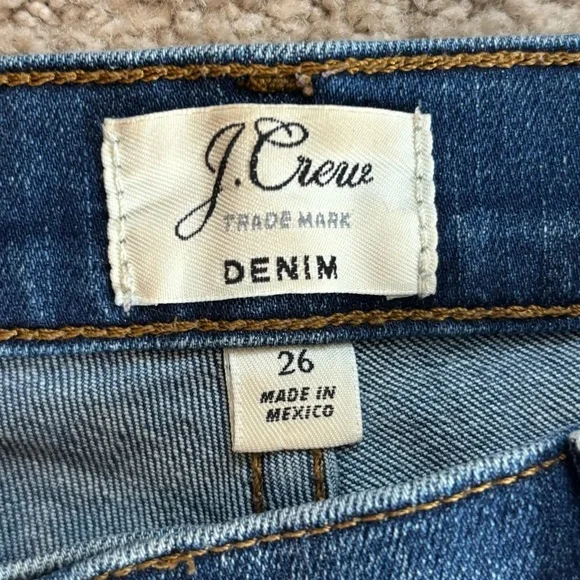 J.Crew
TRADE MARK
DENIM
26
MADE IN
MEXICO